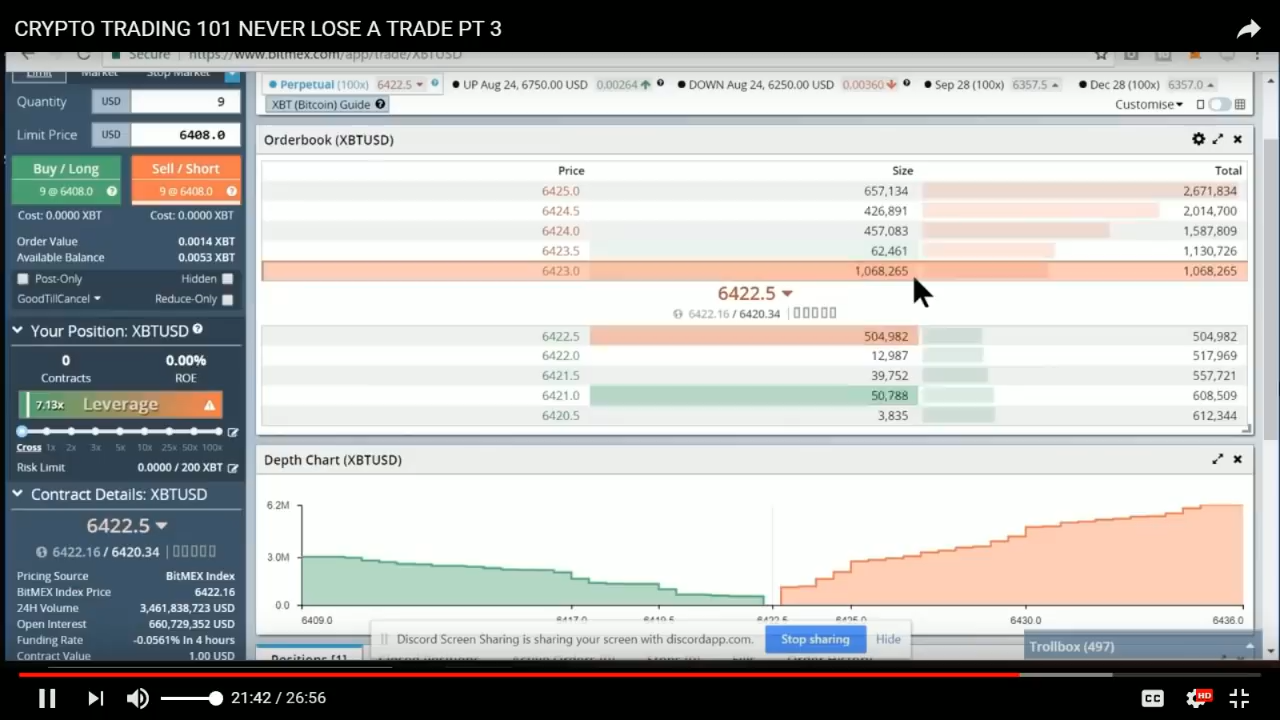 CRYPTO TRADING 101 NEVER LOSE A TRADE PT 3
Secure https://www.bitmex.com/app/trade/XBTUSD
Limit Market Stop Market
Quantity USD 9
Limit Price USD 6408.0
Buy / Long Sell / Short
9 @ 6408.0 ? 9 @ 6408.0 ?
Cost: 0.0000 XBT Cost: 0.0000 XBT
Order Value 0.0014 XBT
Available Balance 0.0053 XBT
Post-Only Hidden
GoodTillCancel Reduce-Only
Your Position: XBTUSD ?
0 0.00%
Contracts ROE
7.13x Leverage
Cross 1x 2x 3x 5x 10x 25x 50x 100x
Risk Limit 0.0000 / 200 XBT
Contract Details: XBTUSD
6422.5
6422.16 / 6420.34
Pricing Source BitMEX Index
BitMEX Index Price 6422.16
24H Volume 3,461,838,723 USD
Open Interest 660,729,352 USD
Funding Rate -0.0561% In 4 hours
Contract Value 1.00 USD
Perpetual (100x) 6422.5 ? UP Aug 24, 6750.00 USD 0.00264 ? DOWN Aug 24, 6250.00 USD 0.00360 ? Sep 28 (100x) 6357.5 Dec 28 (100x) 6357.0
XBT (Bitcoin) Guide ? Customise
Orderbook (XBTUSD)
Price Size Total
6425.0 657,134 2,671,834
6424.5 426,891 2,014,700
6424.0 457,083 1,587,809
6423.5 62,461 1,130,726
6423.0 1,068,265 1,068,265
6422.5
6422.16 / 6420.34
6422.5 504,982 504,982
6422.0 12,987 517,969
6421.5 39,752 557,721
6421.0 50,788 608,509
6420.5 3,835 612,344
Depth Chart (XBTUSD)
6.2M
3.0M
0.0
6409.0 6417.0 6419.5 6422.5 6425.0 6430.0 6436.0
Discord Screen Sharing is sharing your screen with discordapp.com. Stop sharing Hide
Trollbox (497)
Positions [1]
21:42 / 26:56
CC HD